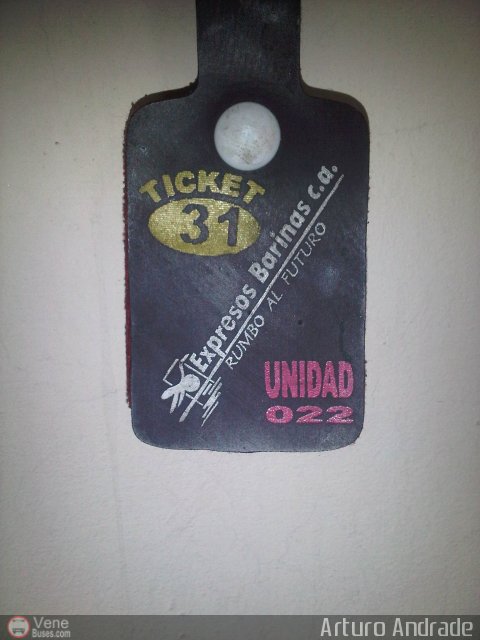 TICKET
31
Expresos Barinas c.a.
RUMBO AL FUTURO
UNIDAD
022
Vene
Buses.com
Arturo Andrade